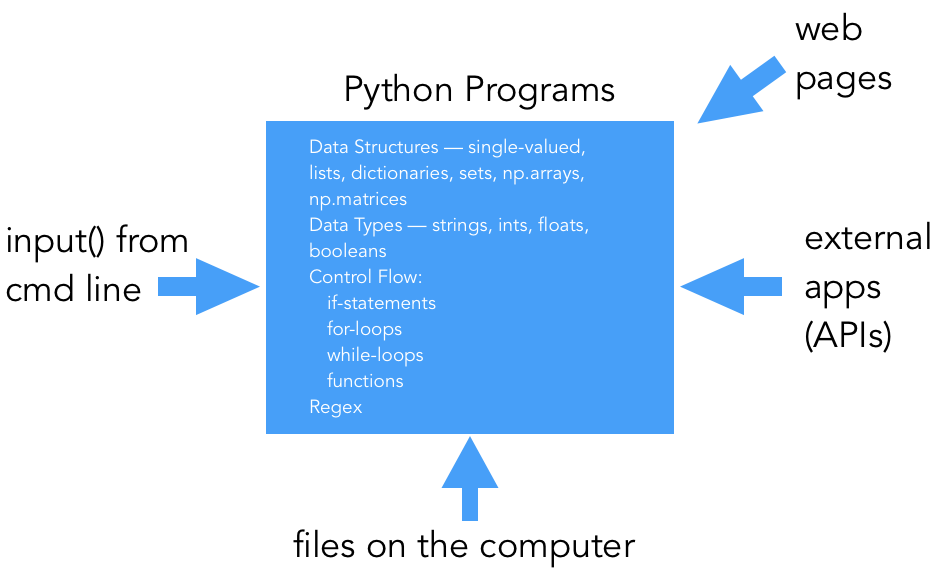 web
pages
Python Programs
Data Structures — single-valued,
lists, dictionaries, sets, np.arrays,
np.matrices
Data Types — strings, ints, floats,
booleans
Control Flow:
if-statements
for-loops
while-loops
functions
Regex
input() from
cmd line
external
apps
(APIs)
files on the computer